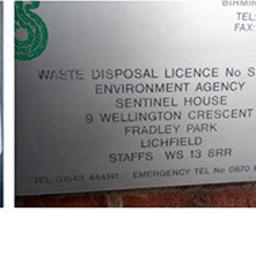 BIRMIN
TEL:
FAX:
WASTE DISPOSAL LICENCE No S
ENVIRONMENT AGENCY
SENTINEL HOUSE
9 WELLINGTON CRESCENT
FRADLEY PARK
LICHFIELD
STAFFS WS 13 8RR
TEL 01543 444141 EMERGENCY TEL No 0870